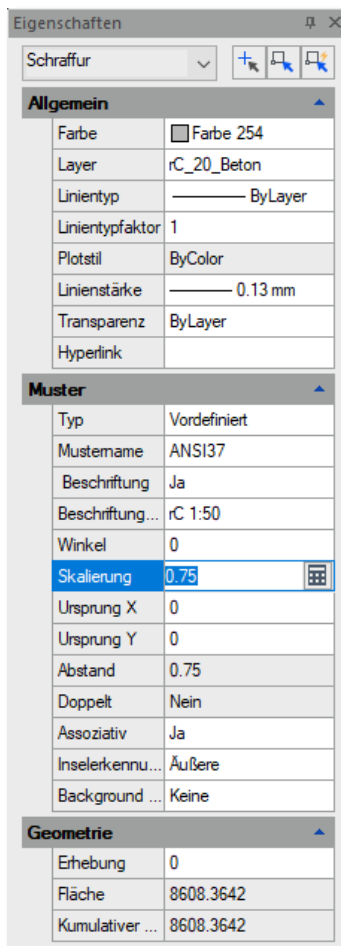 Eigenschaften
Schraffur
Allgemein
Farbe Farbe 254
Layer rC_20_Beton
Linientyp ByLayer
Linientypfaktor 1
Plotstil ByColor
Linienstärke 0.13 mm
Transparenz ByLayer
Hyperlink
Muster
Typ Vordefiniert
Mustername ANSI37
Beschriftung Ja
Beschriftung... rC 1:50
Winkel 0
Skalierung 0.75
Ursprung X 0
Ursprung Y 0
Abstand 0.75
Doppelt Nein
Assoziativ Ja
Inselerkennu... Äußere
Background ... Keine
Geometrie
Erhebung 0
Fläche 8608.3642
Kumulativer ... 8608.3642